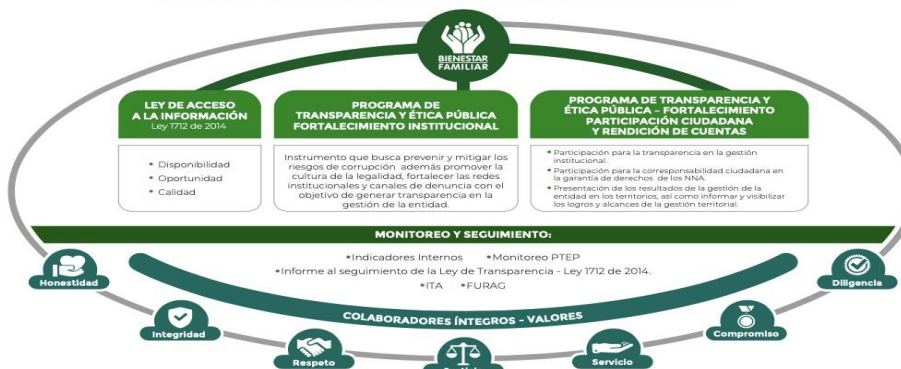 BIENESTAR
FAMILIAR
LEY DE ACCESO
A LA INFORMACIÓN
Ley 1712 de 2014
• Disponibilidad
• Oportunidad
• Calidad
PROGRAMA DE
TRANSPARENCIA Y ÉTICA PÚBLICA
FORTALECIMIENTO INSTITUCIONAL
Instrumento que busca prevenir y mitigar los
riesgos de corrupción además promover la
cultura de la legalidad, fortalecer las redes
institucionales y canales de denuncia con el
objetivo de generar transparencia en la
gestión de la entidad.
PROGRAMA DE TRANSPARENCIA Y
ÉTICA PÚBLICA – FORTALECIMIENTO
PARTICIPACIÓN CIUDADANA
Y RENDICIÓN DE CUENTAS
• Participación para la transparencia en la gestión
institucional.
• Participación para la corresponsabilidad ciudadana en
la garantía de derechos de los NNA.
• Presentación de los resultados de la gestión de la
entidad en los territorios, así como informar y visibilizar
los logros y alcances de la gestión territorial.
MONITOREO Y SEGUIMIENTO:
•Indicadores Internos •Monitoreo PTEP
•Informe al seguimiento de la Ley de Transparencia - Ley 1712 de 2014.
•ITA •FURAG
COLABORADORES ÍNTEGROS – VALORES
Honestidad
Integridad
Respeto
Servicio
Compromiso
Diligencia